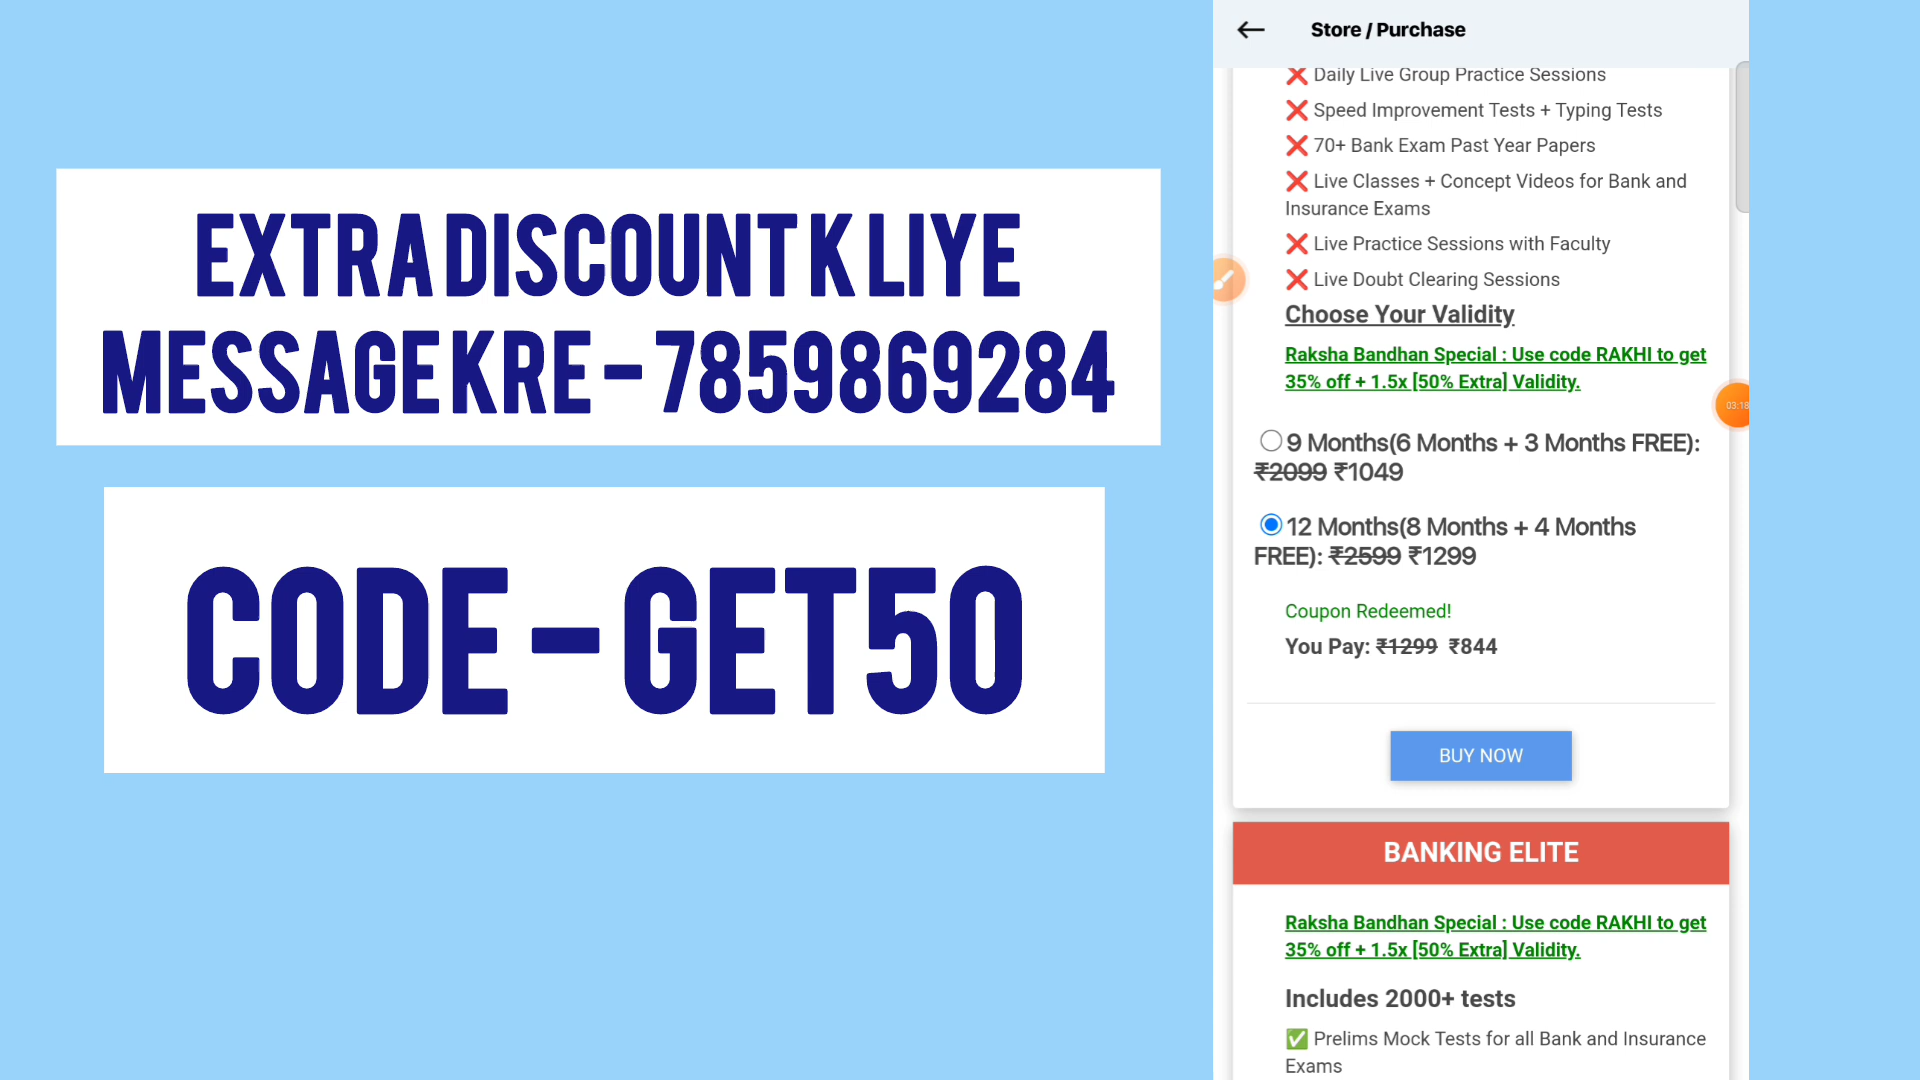 EXTRA DISCOUNT K LIYE
MESSAGE KRE - 7859869284
CODE - GET50
Store / Purchase
❌ Daily Live Group Practice Sessions
❌ Speed Improvement Tests + Typing Tests
❌ 70+ Bank Exam Past Year Papers
❌ Live Classes + Concept Videos for Bank and
Insurance Exams
❌ Live Practice Sessions with Faculty
❌ Live Doubt Clearing Sessions
Choose Your Validity
Raksha Bandhan Special : Use code RAKHI to get
35% off + 1.5x [50% Extra] Validity.
03:18
9 Months(6 Months + 3 Months FREE):
₹2099 ₹1049
12 Months(8 Months + 4 Months
FREE): ₹2599 ₹1299
Coupon Redeemed!
You Pay: ₹1299 ₹844
BUY NOW
BANKING ELITE
Raksha Bandhan Special : Use code RAKHI to get
35% off + 1.5x [50% Extra] Validity.
Includes 2000+ tests
✅ Prelims Mock Tests for all Bank and Insurance
Exams